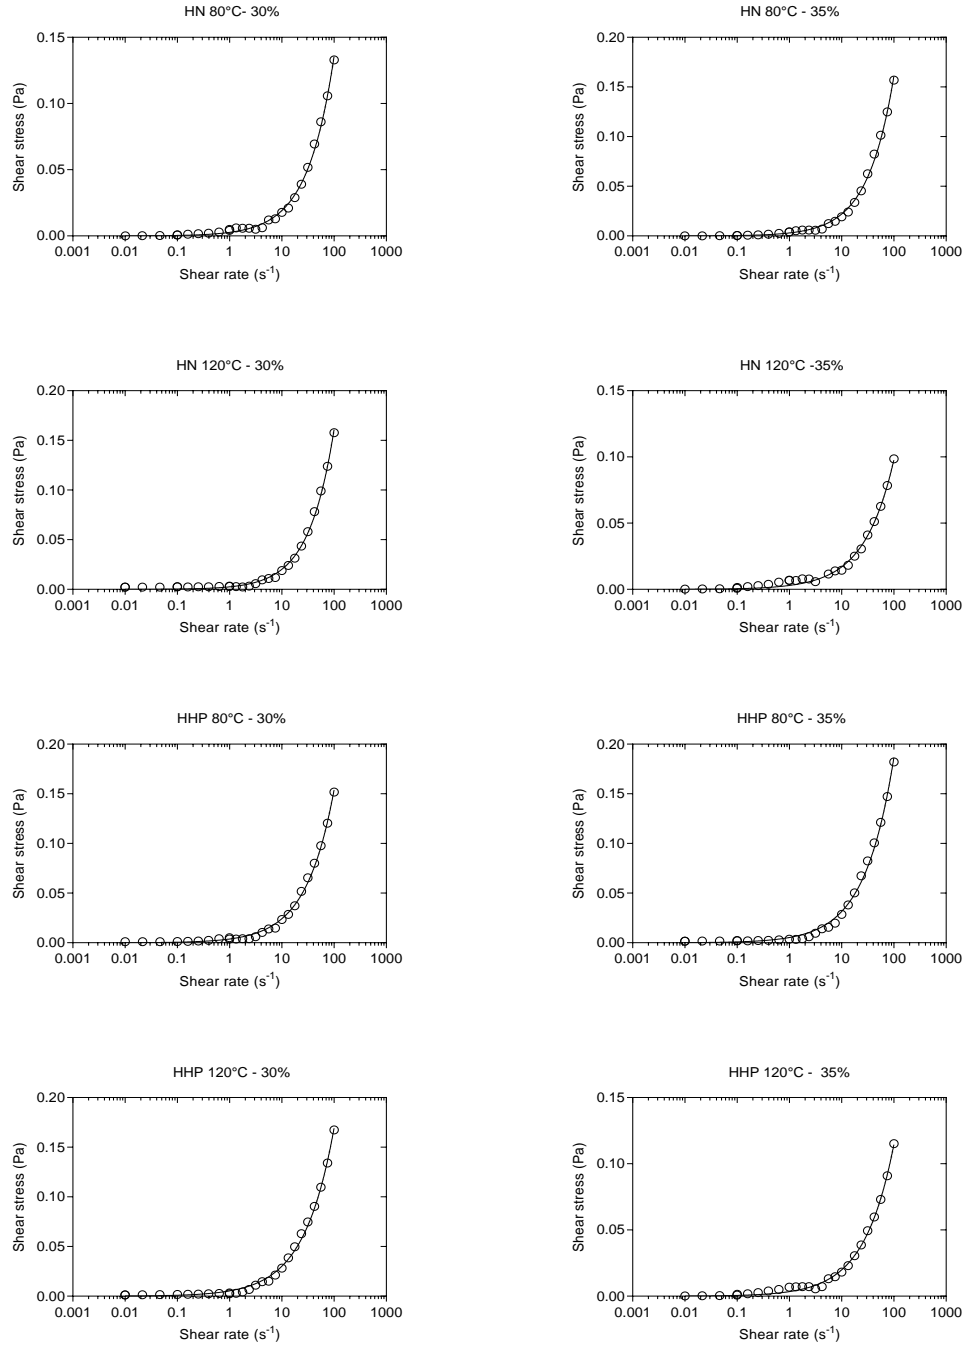 HN 80°C- 30%
0.15
0.10
0.05
0.00
Shear stress (Pa)
0.001 0.01 0.1 1 10 100 1000
Shear rate (s-1)
HN 80°C - 35%
0.20
0.15
0.10
0.05
0.00
Shear stress (Pa)
0.001 0.01 0.1 1 10 100 1000
Shear rate (s-1)
HN 120°C - 30%
0.20
0.15
0.10
0.05
0.00
Shear stress (Pa)
0.001 0.01 0.1 1 10 100 1000
Shear rate (s-1)
HN 120°C -35%
0.15
0.10
0.05
0.00
Shear stress (Pa)
0.001 0.01 0.1 1 10 100 1000
Shear rate (s-1)
HHP 80°C - 30%
0.20
0.15
0.10
0.05
0.00
Shear stress (Pa)
0.001 0.01 0.1 1 10 100 1000
Shear rate (s-1)
HHP 80°C - 35%
0.20
0.15
0.10
0.05
0.00
Shear stress (Pa)
0.001 0.01 0.1 1 10 100 1000
Shear rate (s-1)
HHP 120°C - 30%
0.20
0.15
0.10
0.05
0.00
Shear stress (Pa)
0.001 0.01 0.1 1 10 100 1000
Shear rate (s-1)
HHP 120°C -  35%
0.15
0.10
0.05
0.00
Shear stress (Pa)
0.001 0.01 0.1 1 10 100 1000
Shear rate (s-1)